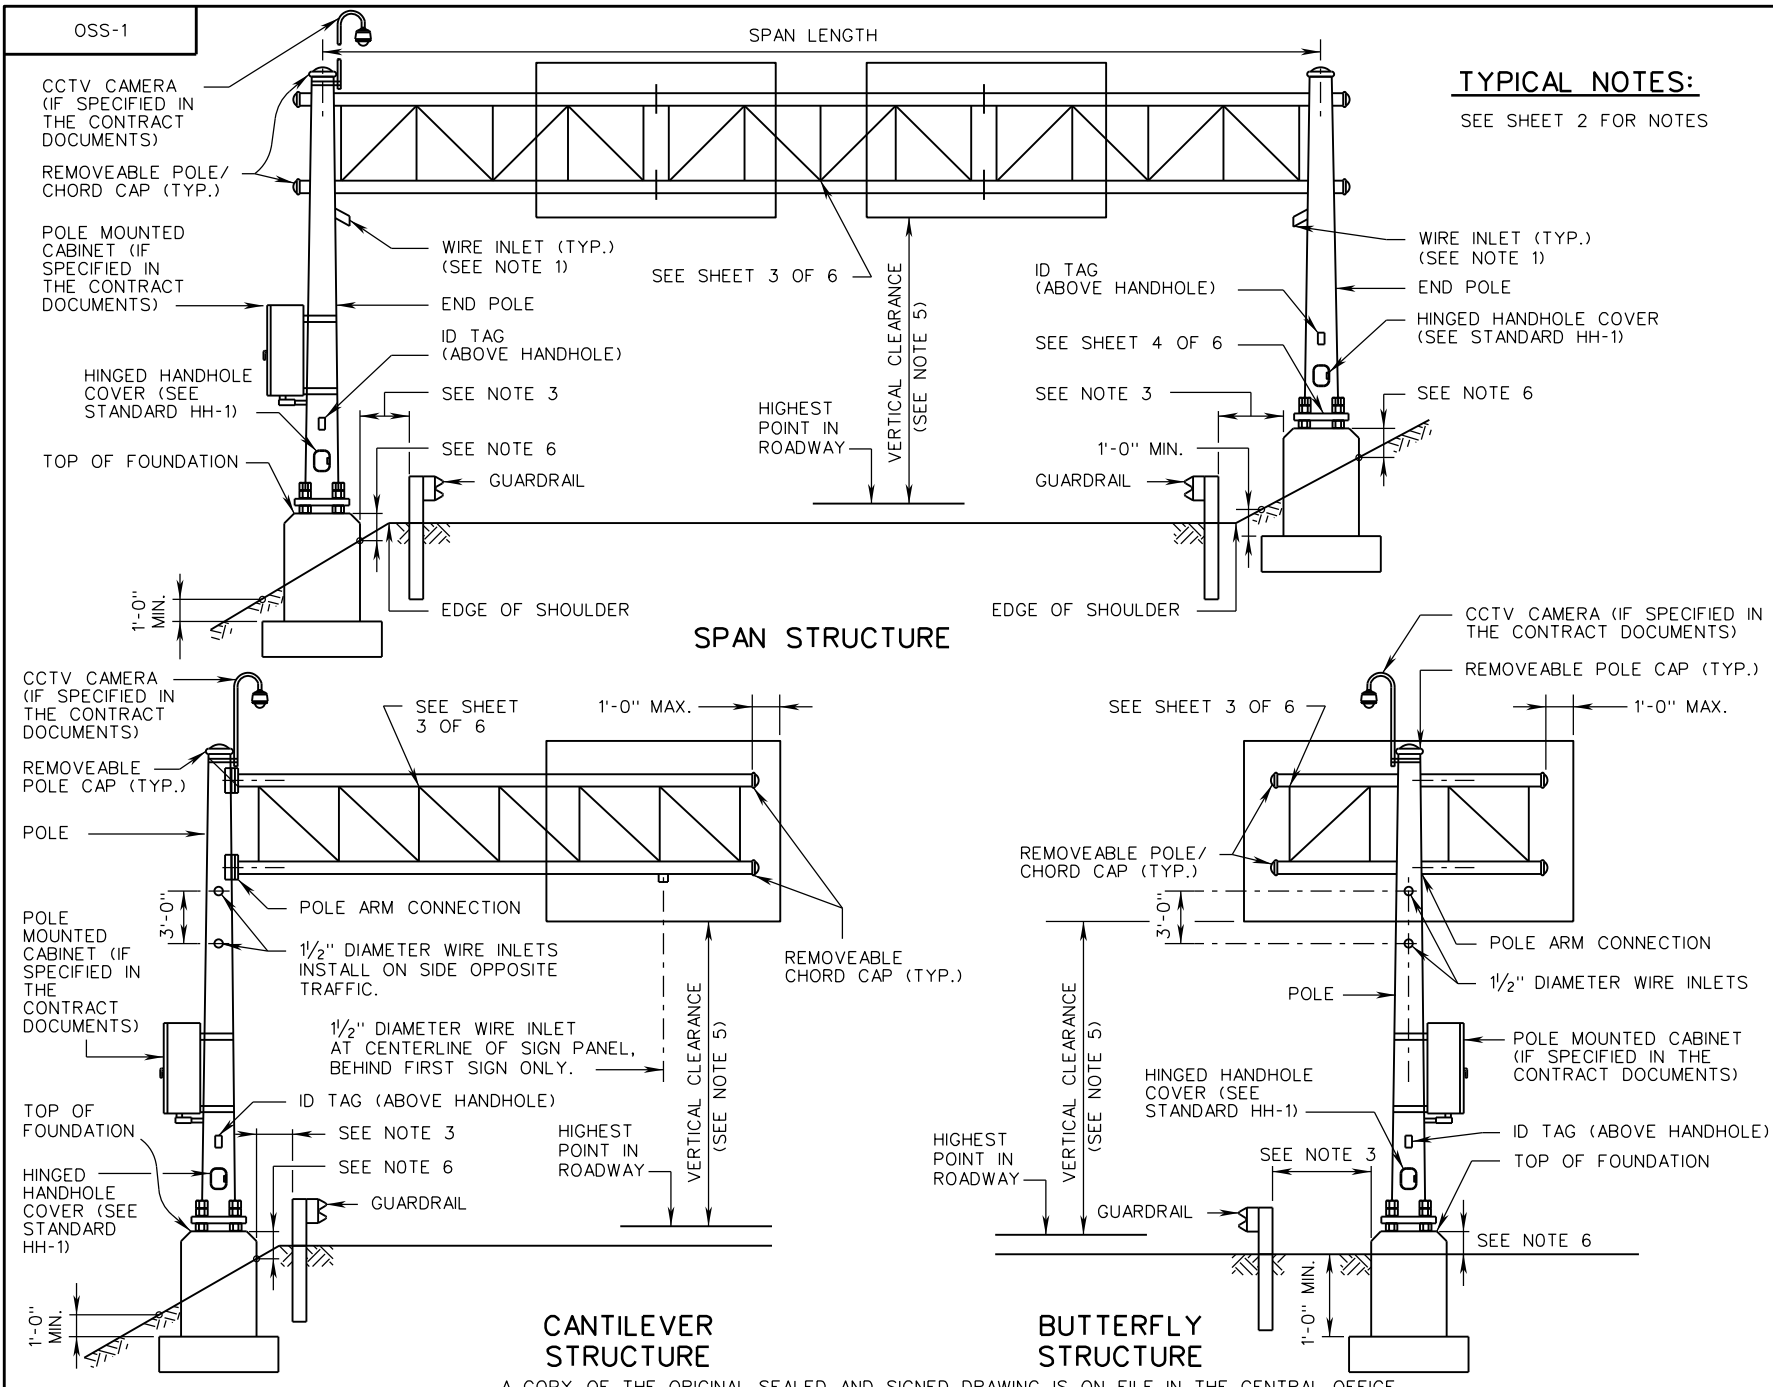 OSS-1
SPAN LENGTH
TYPICAL NOTES:
SEE SHEET 2 FOR NOTES
CCTV CAMERA
(IF SPECIFIED IN
THE CONTRACT
DOCUMENTS)
REMOVEABLE POLE/
CHORD CAP (TYP.)
POLE MOUNTED
CABINET (IF
SPECIFIED IN
THE CONTRACT
DOCUMENTS)
HINGED HANDHOLE
COVER (SEE
STANDARD HH-1)
TOP OF FOUNDATION
1'-0"
MIN.
WIRE INLET (TYP.)
(SEE NOTE 1)
END POLE
ID TAG
(ABOVE HANDHOLE)
SEE NOTE 3
SEE NOTE 6
GUARDRAIL
EDGE OF SHOULDER
SEE SHEET 3 OF 6
HIGHEST
POINT IN
ROADWAY
VERTICAL CLEARANCE
(SEE NOTE 5)
ID TAG
(ABOVE HANDHOLE)
SEE SHEET 4 OF 6
SEE NOTE 3
1'-0" MIN.
GUARDRAIL
EDGE OF SHOULDER
WIRE INLET (TYP.)
(SEE NOTE 1)
END POLE
HINGED HANDHOLE COVER
(SEE STANDARD HH-1)
SEE NOTE 6
SPAN STRUCTURE
CCTV CAMERA
(IF SPECIFIED IN
THE CONTRACT
DOCUMENTS)
REMOVEABLE
POLE CAP (TYP.)
POLE
POLE
MOUNTED
CABINET (IF
SPECIFIED IN
THE
CONTRACT
DOCUMENTS)
TOP OF
FOUNDATION
HINGED
HANDHOLE
COVER (SEE
STANDARD
HH-1)
1'-0"
MIN.
SEE SHEET
3 OF 6
1'-0" MAX.
3'-0"
POLE ARM CONNECTION
1½" DIAMETER WIRE INLETS
INSTALL ON SIDE OPPOSITE
TRAFFIC.
1½" DIAMETER WIRE INLET
AT CENTERLINE OF SIGN PANEL,
BEHIND FIRST SIGN ONLY.
REMOVEABLE
CHORD CAP (TYP.)
ID TAG (ABOVE HANDHOLE)
SEE NOTE 3
SEE NOTE 6
GUARDRAIL
HIGHEST
POINT IN
ROADWAY
VERTICAL CLEARANCE
(SEE NOTE 5)
CANTILEVER
STRUCTURE
CCTV CAMERA (IF SPECIFIED IN
THE CONTRACT DOCUMENTS)
REMOVEABLE POLE CAP (TYP.)
SEE SHEET 3 OF 6
1'-0" MAX.
REMOVEABLE POLE/
CHORD CAP (TYP.)
3'-0"
POLE ARM CONNECTION
1½" DIAMETER WIRE INLETS
POLE
POLE MOUNTED CABINET
(IF SPECIFIED IN THE
CONTRACT DOCUMENTS)
HINGED HANDHOLE
COVER (SEE
STANDARD HH-1)
VERTICAL CLEARANCE
(SEE NOTE 5)
HIGHEST
POINT IN
ROADWAY
SEE NOTE 3
ID TAG (ABOVE HANDHOLE)
TOP OF FOUNDATION
GUARDRAIL
SEE NOTE 6
1'-0" MIN.
BUTTERFLY
STRUCTURE
A COPY OF THE ORIGINAL SEALED AND SIGNED DRAWING IS ON FILE IN THE CENTRAL OFFICE